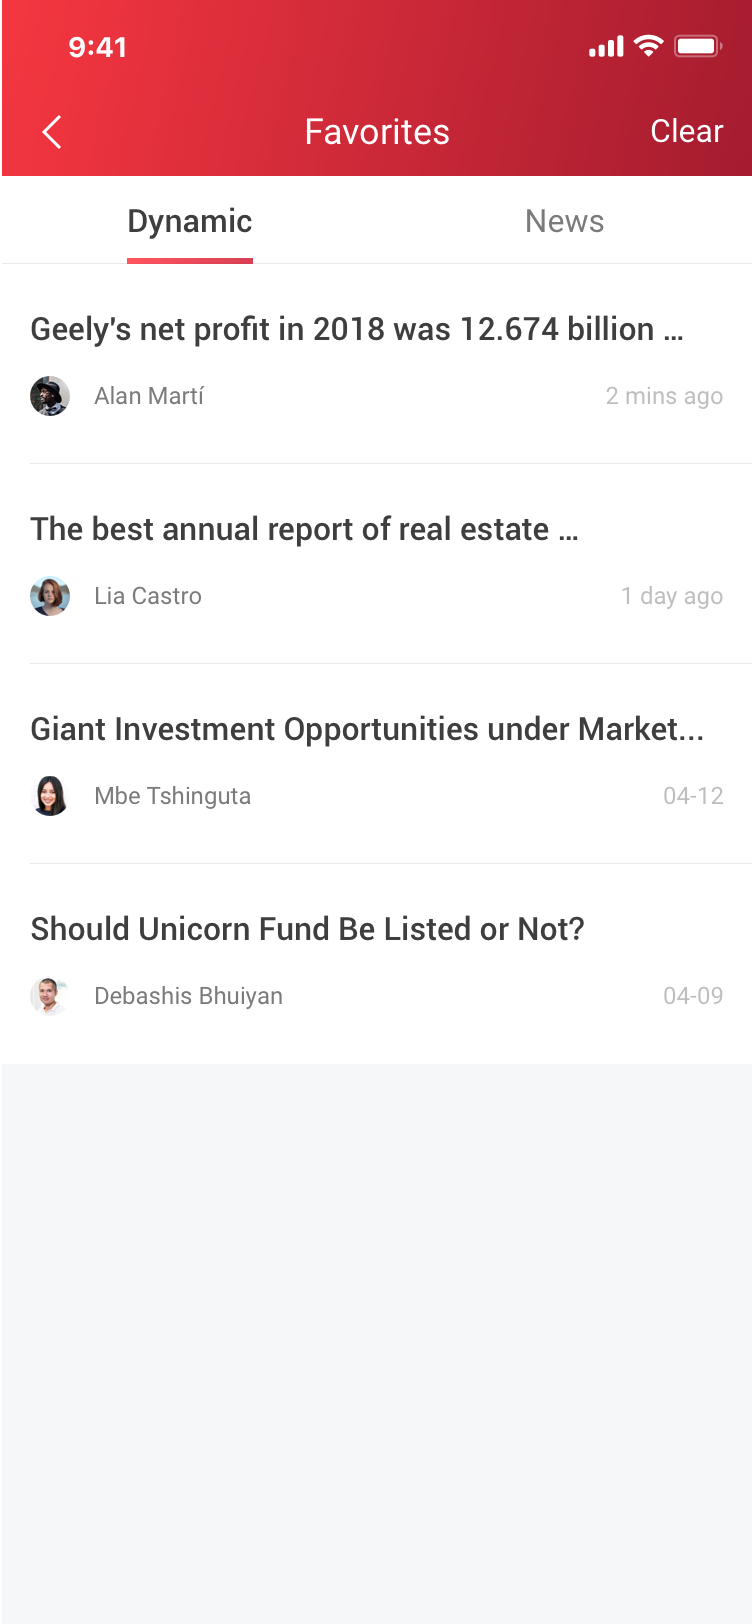 9:41
Favorites
Clear
Dynamic
News
Geely's net profit in 2018 was 12.674 billion ...
Alan Martí
2 mins ago
The best annual report of real estate ...
Lia Castro
1 day ago
Giant Investment Opportunities under Market...
Mbe Tshinguta
04-12
Should Unicorn Fund Be Listed or Not?
Debashis Bhuiyan
04-09